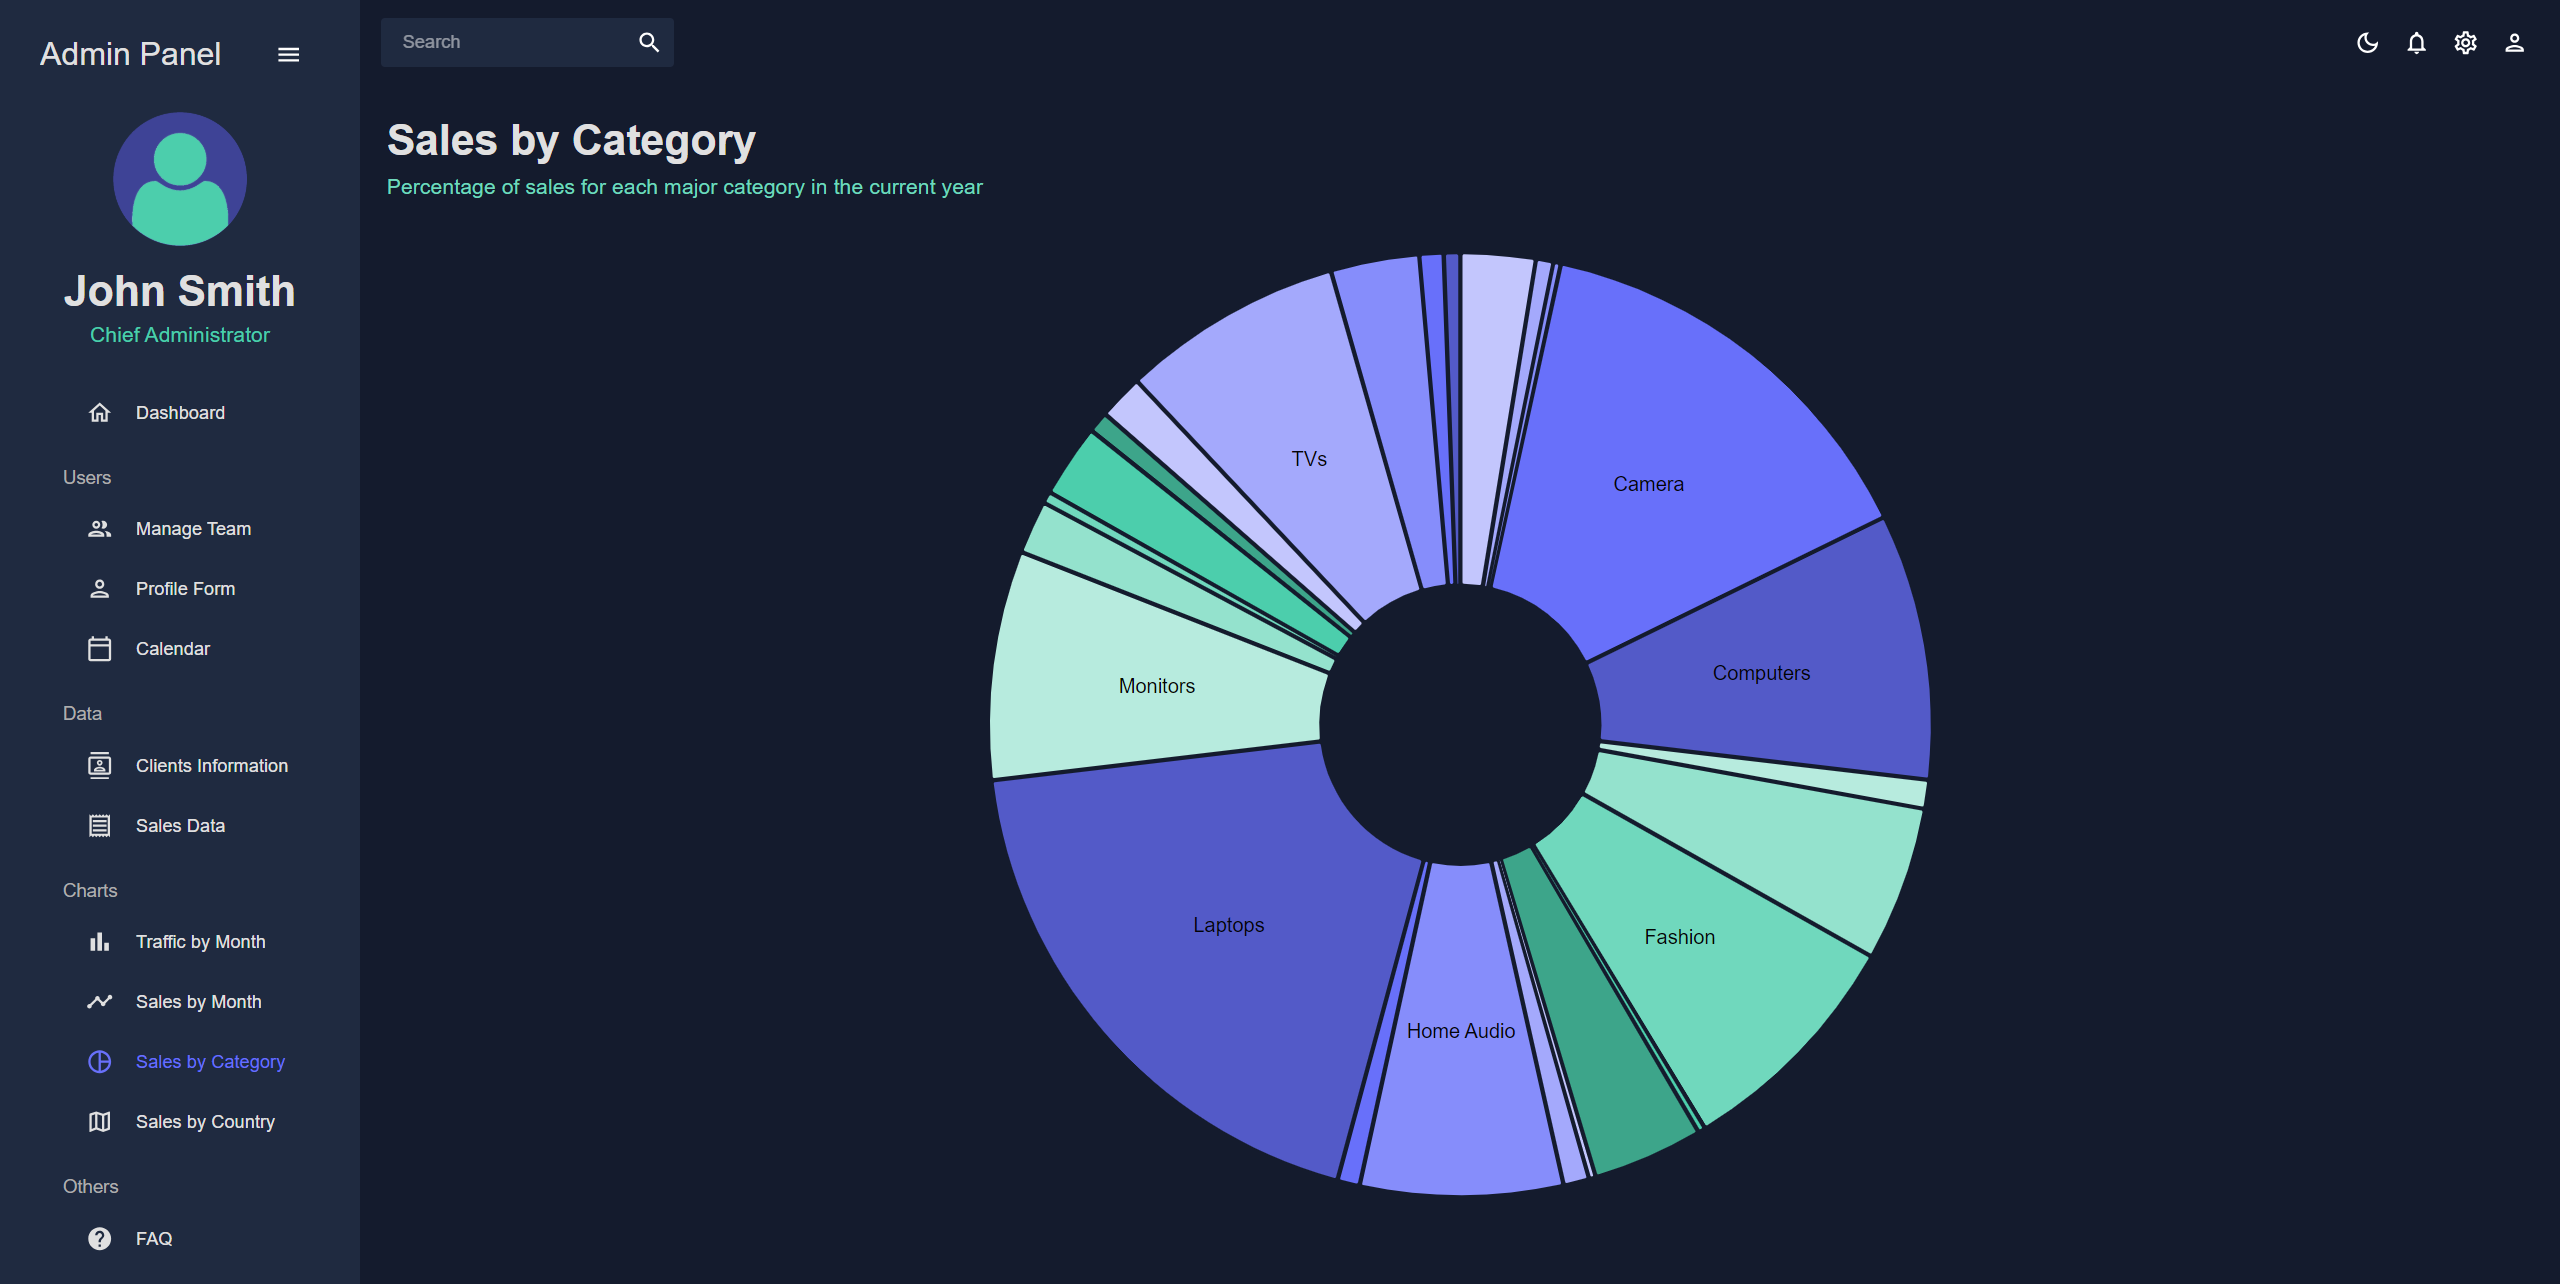 Admin Panel
Search
John Smith
Chief Administrator
Dashboard
Users
Manage Team
Profile Form
Calendar
Data
Clients Information
Sales Data
Charts
Traffic by Month
Sales by Month
Sales by Category
Sales by Country
Others
FAQ
Sales by Category
Percentage of sales for each major category in the current year
TVs
Camera
Computers
Monitors
Laptops
Fashion
Home Audio